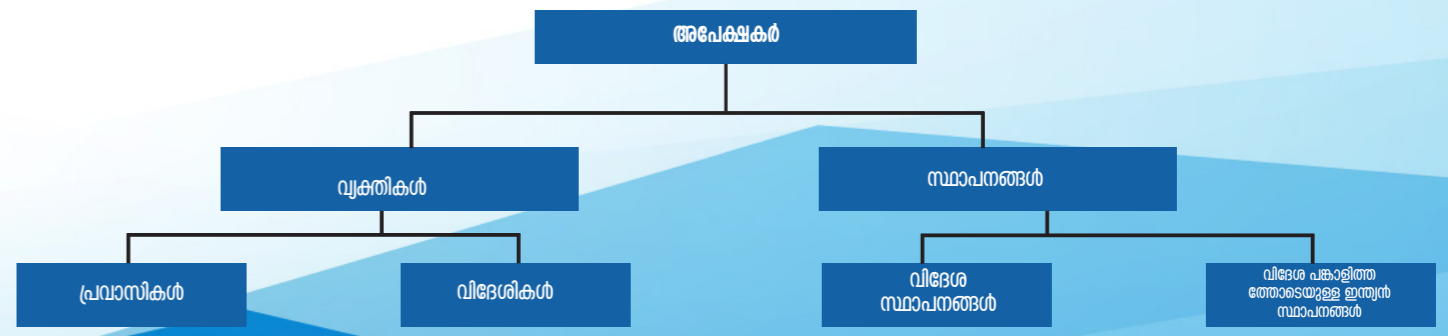 അപേക്ഷകർ
വ്യക്തികൾ
സ്ഥാപനങ്ങൾ
പ്രവാസികൾ
വിദേശികൾ
വിദേശ
സ്ഥാപനങ്ങൾ
വിദേശ പങ്കാളിത്ത
ത്തോടെയുള്ള ഇന്ത്യൻ
സ്ഥാപനങ്ങൾ